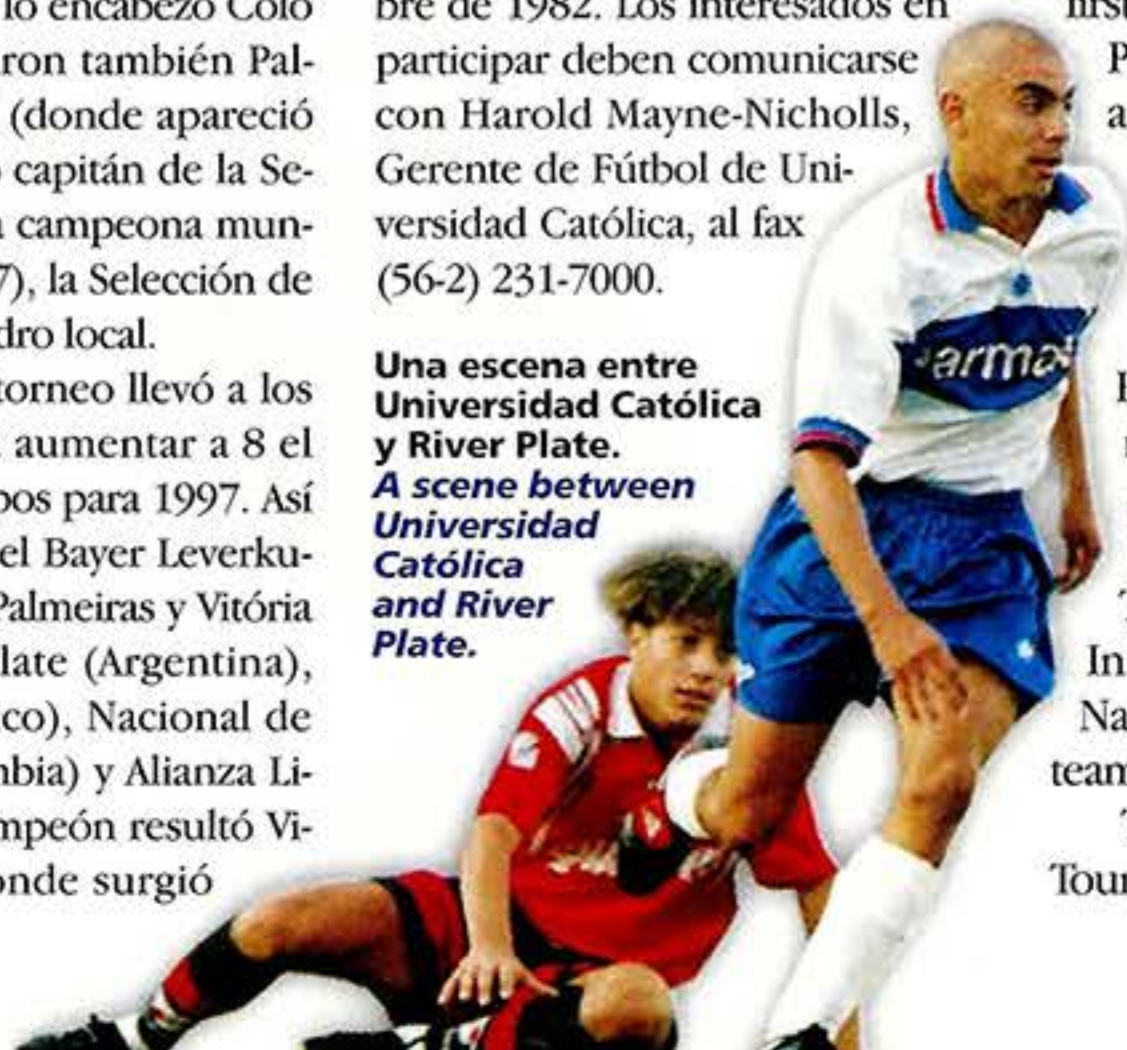 lo encabezó Colo
ron también Pal-
(donde apareció
capitán de la Se-
campeona mun-
7), la Selección de
dro local.
torneo llevó a los
aumentar a 8 el
pos para 1997. Así
el Bayer Leverku-
Palmeiras y Vitória
late (Argentina),
co), Nacional de
mbia) y Alianza Li-
mpeón resultó Vi-
onde surgió
bre de 1982. Los interesados en
participar deben comunicarse
con Harold Mayne-Nicholls,
Gerente de Fútbol de Uni-
versidad Católica, al fax
(56-2) 231-7000.
Una escena entre
Universidad Católica
y River Plate.
A scene between
Universidad
Católica
and River
Plate.
armal
first
P
a
T
In
Na
team
T
Tour